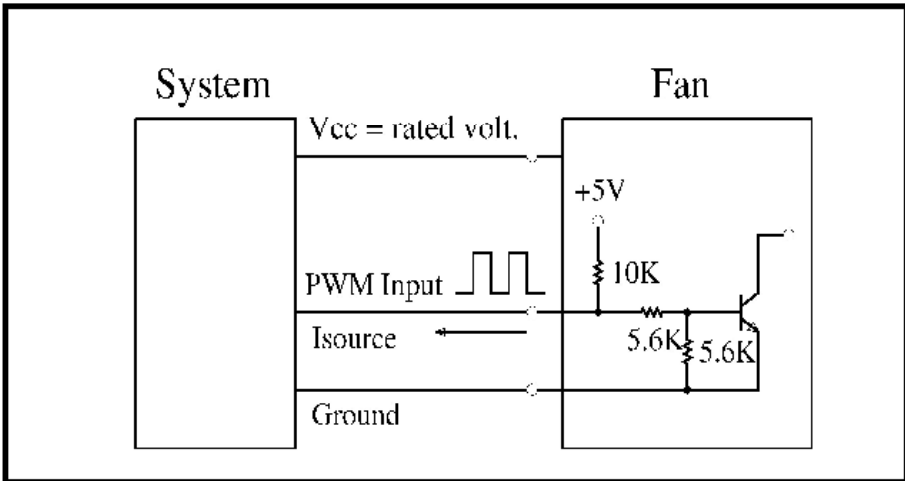 System
Fan
Vcc = rated volt.
+5V
10K
PWM Input
Isource
5.6K
5.6K
Ground